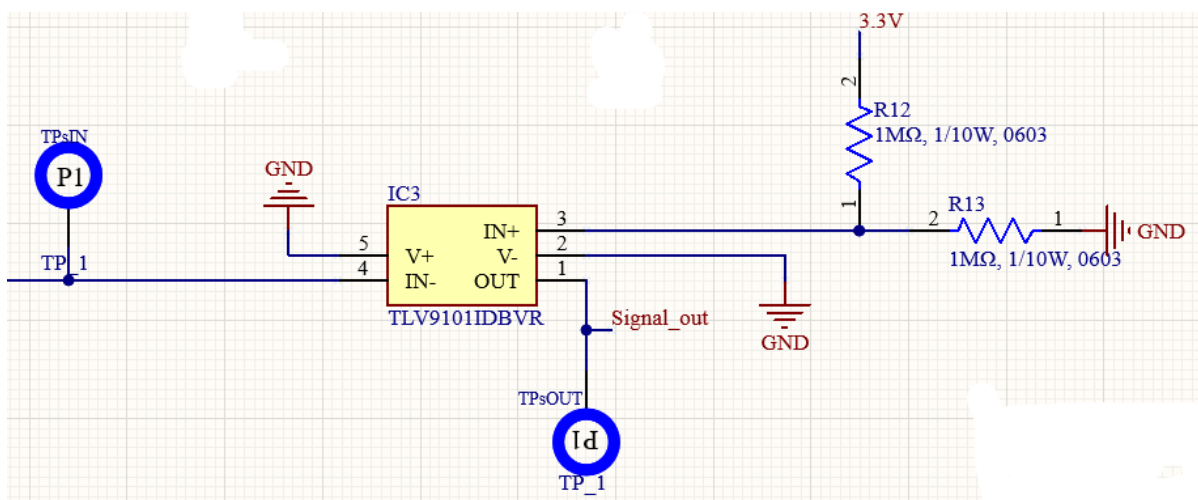 3.3V
2
R12
1MΩ, 1/10W, 0603
1
TPsIN
P1
TP_1
GND
IC3
5
V+
4
IN-
IN+
3
V-
2
OUT
1
TLV9101IDBVR
2
R13
1
1MΩ, 1/10W, 0603
GND
GND
Signal_out
TPsOUT
P1
TP_1